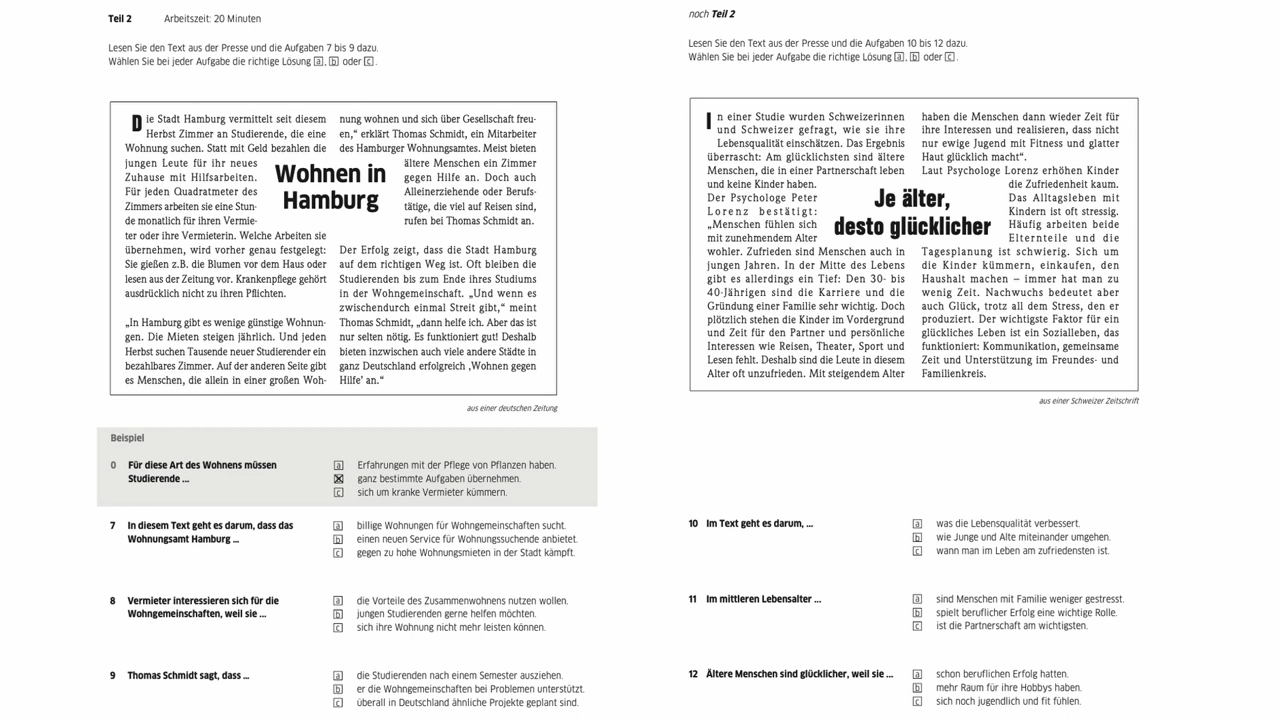 Teil 2 Arbeitszeit: 20 Minuten
Lesen Sie den Text aus der Presse und die Aufgaben 7 bis 9 dazu.
Wählen Sie bei jeder Aufgabe die richtige Lösung a, b oder c.
Wohnen in
Hamburg
Die Stadt Hamburg vermittelt seit diesem
Herbst Zimmer an Studierende, die eine
Wohnung suchen. Statt mit Geld bezahlen die
jungen Leute für ihr neues
Zuhause mit Hilfsarbeiten.
Für jeden Quadratmeter des
Zimmers arbeiten sie eine Stun-
de monatlich für ihren Vermie-
ter oder ihre Vermieterin. Welche Arbeiten sie
übernehmen, wird vorher genau festgelegt:
Sie gießen z.B. die Blumen vor dem Haus oder
lesen aus der Zeitung vor. Krankenpflege gehört
ausdrücklich nicht zu ihren Pflichten.
„In Hamburg gibt es wenige günstige Wohnun-
gen. Die Mieten steigen jährlich. Und jeden
Herbst suchen Tausende neuer Studierender ein
bezahlbares Zimmer. Auf der anderen Seite gibt
es Menschen, die allein in einer großen Woh-
nung wohnen und sich über Gesellschaft freu-
en,“ erklärt Thomas Schmidt, ein Mitarbeiter
des Hamburger Wohnungsamtes. Meist bieten
ältere Menschen ein Zimmer
gegen Hilfe an. Doch auch
Alleinerziehende oder Berufs-
tätige, die viel auf Reisen sind,
rufen bei Thomas Schmidt an.
Der Erfolg zeigt, dass die Stadt Hamburg
auf dem richtigen Weg ist. Oft bleiben die
Studierenden bis zum Ende ihres Studiums
in der Wohngemeinschaft. „Und wenn es
zwischendurch einmal Streit gibt,“ meint
Thomas Schmidt, „dann helfe ich. Aber das ist
nur selten nötig. Es funktioniert gut! Deshalb
bieten inzwischen auch viele andere Städte in
ganz Deutschland erfolgreich ‚Wohnen gegen
Hilfe’ an.“
aus einer deutschen Zeitung
Beispiel
0 Für diese Art des Wohnens müssen
Studierende ...
a Erfahrungen mit der Pflege von Pflanzen haben.
b ganz bestimmte Aufgaben übernehmen.
c sich um kranke Vermieter kümmern.
7 In diesem Text geht es darum, dass das
Wohnungsamt Hamburg ...
a billige Wohnungen für Wohngemeinschaften sucht.
b einen neuen Service für Wohnungssuchende anbietet.
c gegen zu hohe Wohnungsmieten in der Stadt kämpft.
8 Vermieter interessieren sich für die
Wohngemeinschaften, weil sie ...
a die Vorteile des Zusammenwohnens nutzen wollen.
b jungen Studierenden gerne helfen möchten.
c sich ihre Wohnung nicht mehr leisten können.
9 Thomas Schmidt sagt, dass ...
a die Studierenden nach einem Semester ausziehen.
b er die Wohngemeinschaften bei Problemen unterstützt.
c überall in Deutschland ähnliche Projekte geplant sind.
noch Teil 2
Lesen Sie den Text aus der Presse und die Aufgaben 10 bis 12 dazu.
Wählen Sie bei jeder Aufgabe die richtige Lösung a, b oder c.
Je älter,
desto glücklicher
In einer Studie wurden Schweizerinnen
und Schweizer gefragt, wie sie ihre
Lebensqualität einschätzen. Das Ergebnis
überrascht: Am glücklichsten sind ältere
Menschen, die in einer Partnerschaft leben
und keine Kinder haben.
Der Psychologe Peter
Lorenz bestätigt:
„Menschen fühlen sich
mit zunehmendem Alter
wohler. Zufrieden sind Menschen auch in
jungen Jahren. In der Mitte des Lebens
gibt es allerdings ein Tief: Den 30- bis
40-Jährigen sind die Karriere und die
Gründung einer Familie sehr wichtig. Doch
plötzlich stehen die Kinder im Vordergrund
und Zeit für den Partner und persönliche
Interessen wie Reisen, Theater, Sport und
Lesen fehlt. Deshalb sind die Leute in diesem
Alter oft unzufrieden. Mit steigendem Alter
haben die Menschen dann wieder Zeit für
ihre Interessen und realisieren, dass nicht
nur ewige Jugend mit Fitness und glatter
Haut glücklich macht“.
Laut Psychologe Lorenz erhöhen Kinder
die Zufriedenheit kaum.
Das Alltagsleben mit
Kindern ist oft stressig.
Häufig arbeiten beide
Elternteile und die
Tagesplanung ist schwierig. Sich um
die Kinder kümmern, einkaufen, den
Haushalt machen – immer hat man zu
wenig Zeit. Nachwuchs bedeutet aber
auch Glück, trotz all dem Stress, den er
produziert. Der wichtigste Faktor für ein
glückliches Leben ist ein Sozialleben, das
funktioniert: Kommunikation, gemeinsame
Zeit und Unterstützung im Freundes- und
Familienkreis.
aus einer Schweizer Zeitschrift
10 Im Text geht es darum, ...
a was die Lebensqualität verbessert.
b wie Junge und Alte miteinander umgehen.
c wann man im Leben am zufriedensten ist.
11 Im mittleren Lebensalter ...
a sind Menschen mit Familie weniger gestresst.
b spielt beruflicher Erfolg eine wichtige Rolle.
c ist die Partnerschaft am wichtigsten.
12 Ältere Menschen sind glücklicher, weil sie ...
a schon beruflichen Erfolg hatten.
b mehr Raum für ihre Hobbys haben.
c sich noch jugendlich und fit fühlen.